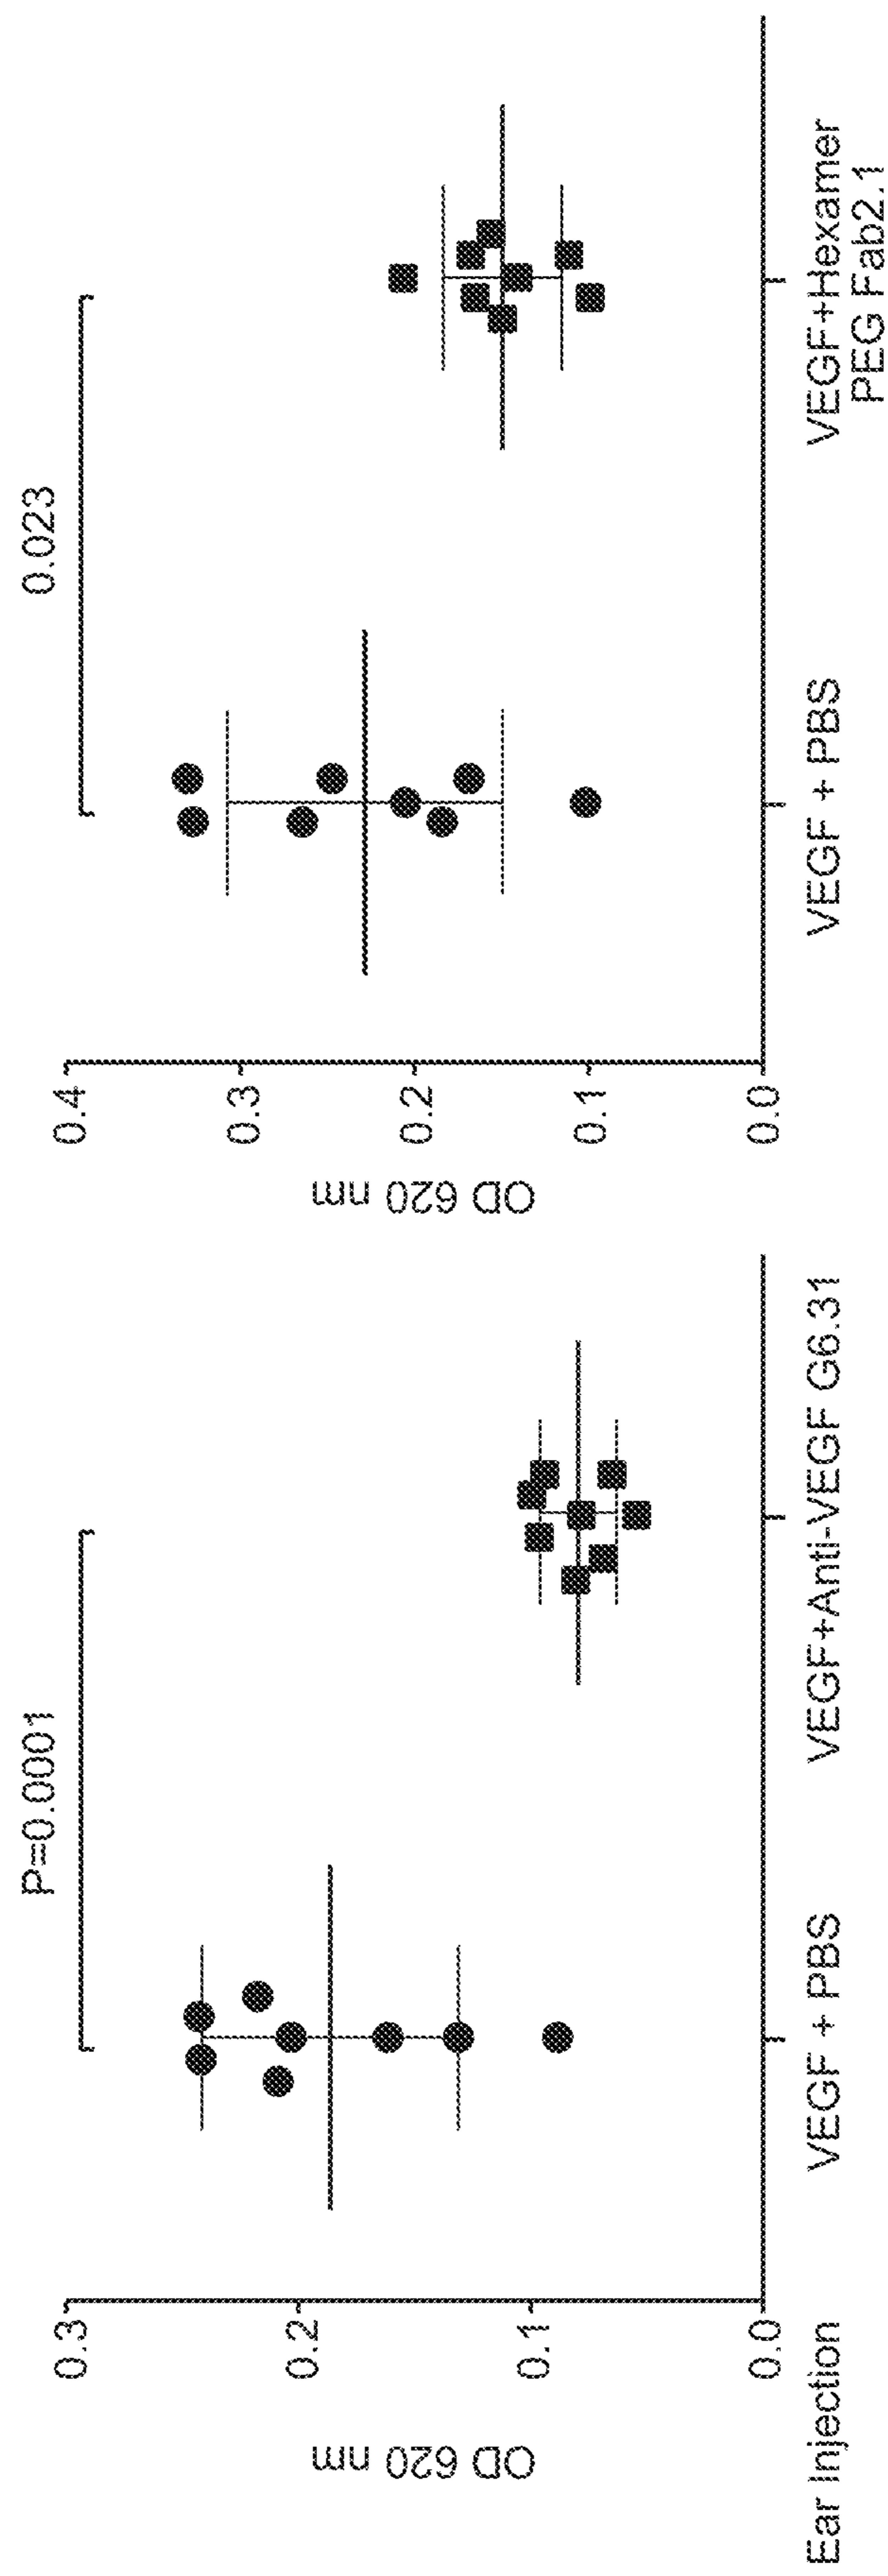 P=0.0001
0.3
0.2
0.1
0.0
OD 620 nm
Ear Injection
VEGF + PBS
VEGF+Anti-VEGF G6.31
0.023
0.4
0.3
0.2
0.1
0.0
OD 620 nm
VEGF + PBS
VEGF+Hexamer
PEG Fab2.1